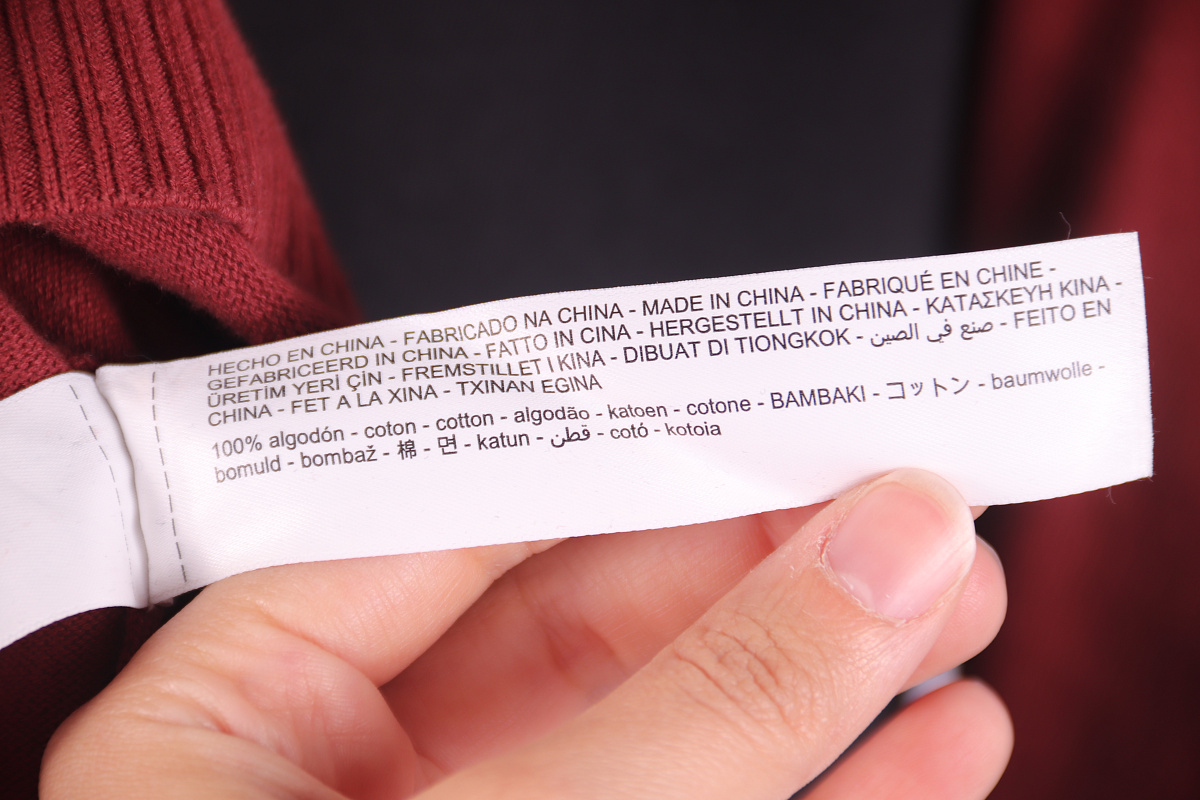 HECHO EN CHINA - FABRICADO NA CHINA - MADE IN CHINA - FABRIQUÉ EN CHINE -
GEFABRICEERD IN CHINA - FATTO IN CINA - HERGESTELLT IN CHINA - ΚΑΤΑΣΚΕΥΗ ΚΙΝΑ -
ÜRETİM YERİ ÇİN - FREMSTILLET I KINA - DIBUAT DI TIONGKOK - صنع في الصين - FEITO EN
CHINA - FET A LA XINA - TXINAN EGINA
100% algodón - coton - cotton - algodão - katoen - cotone - ΒΑΜΒΑΚΙ - コットン - baumwolle -
bomuld - bombaž - 棉 - 면 - katun - قطن - cotó - kotoia